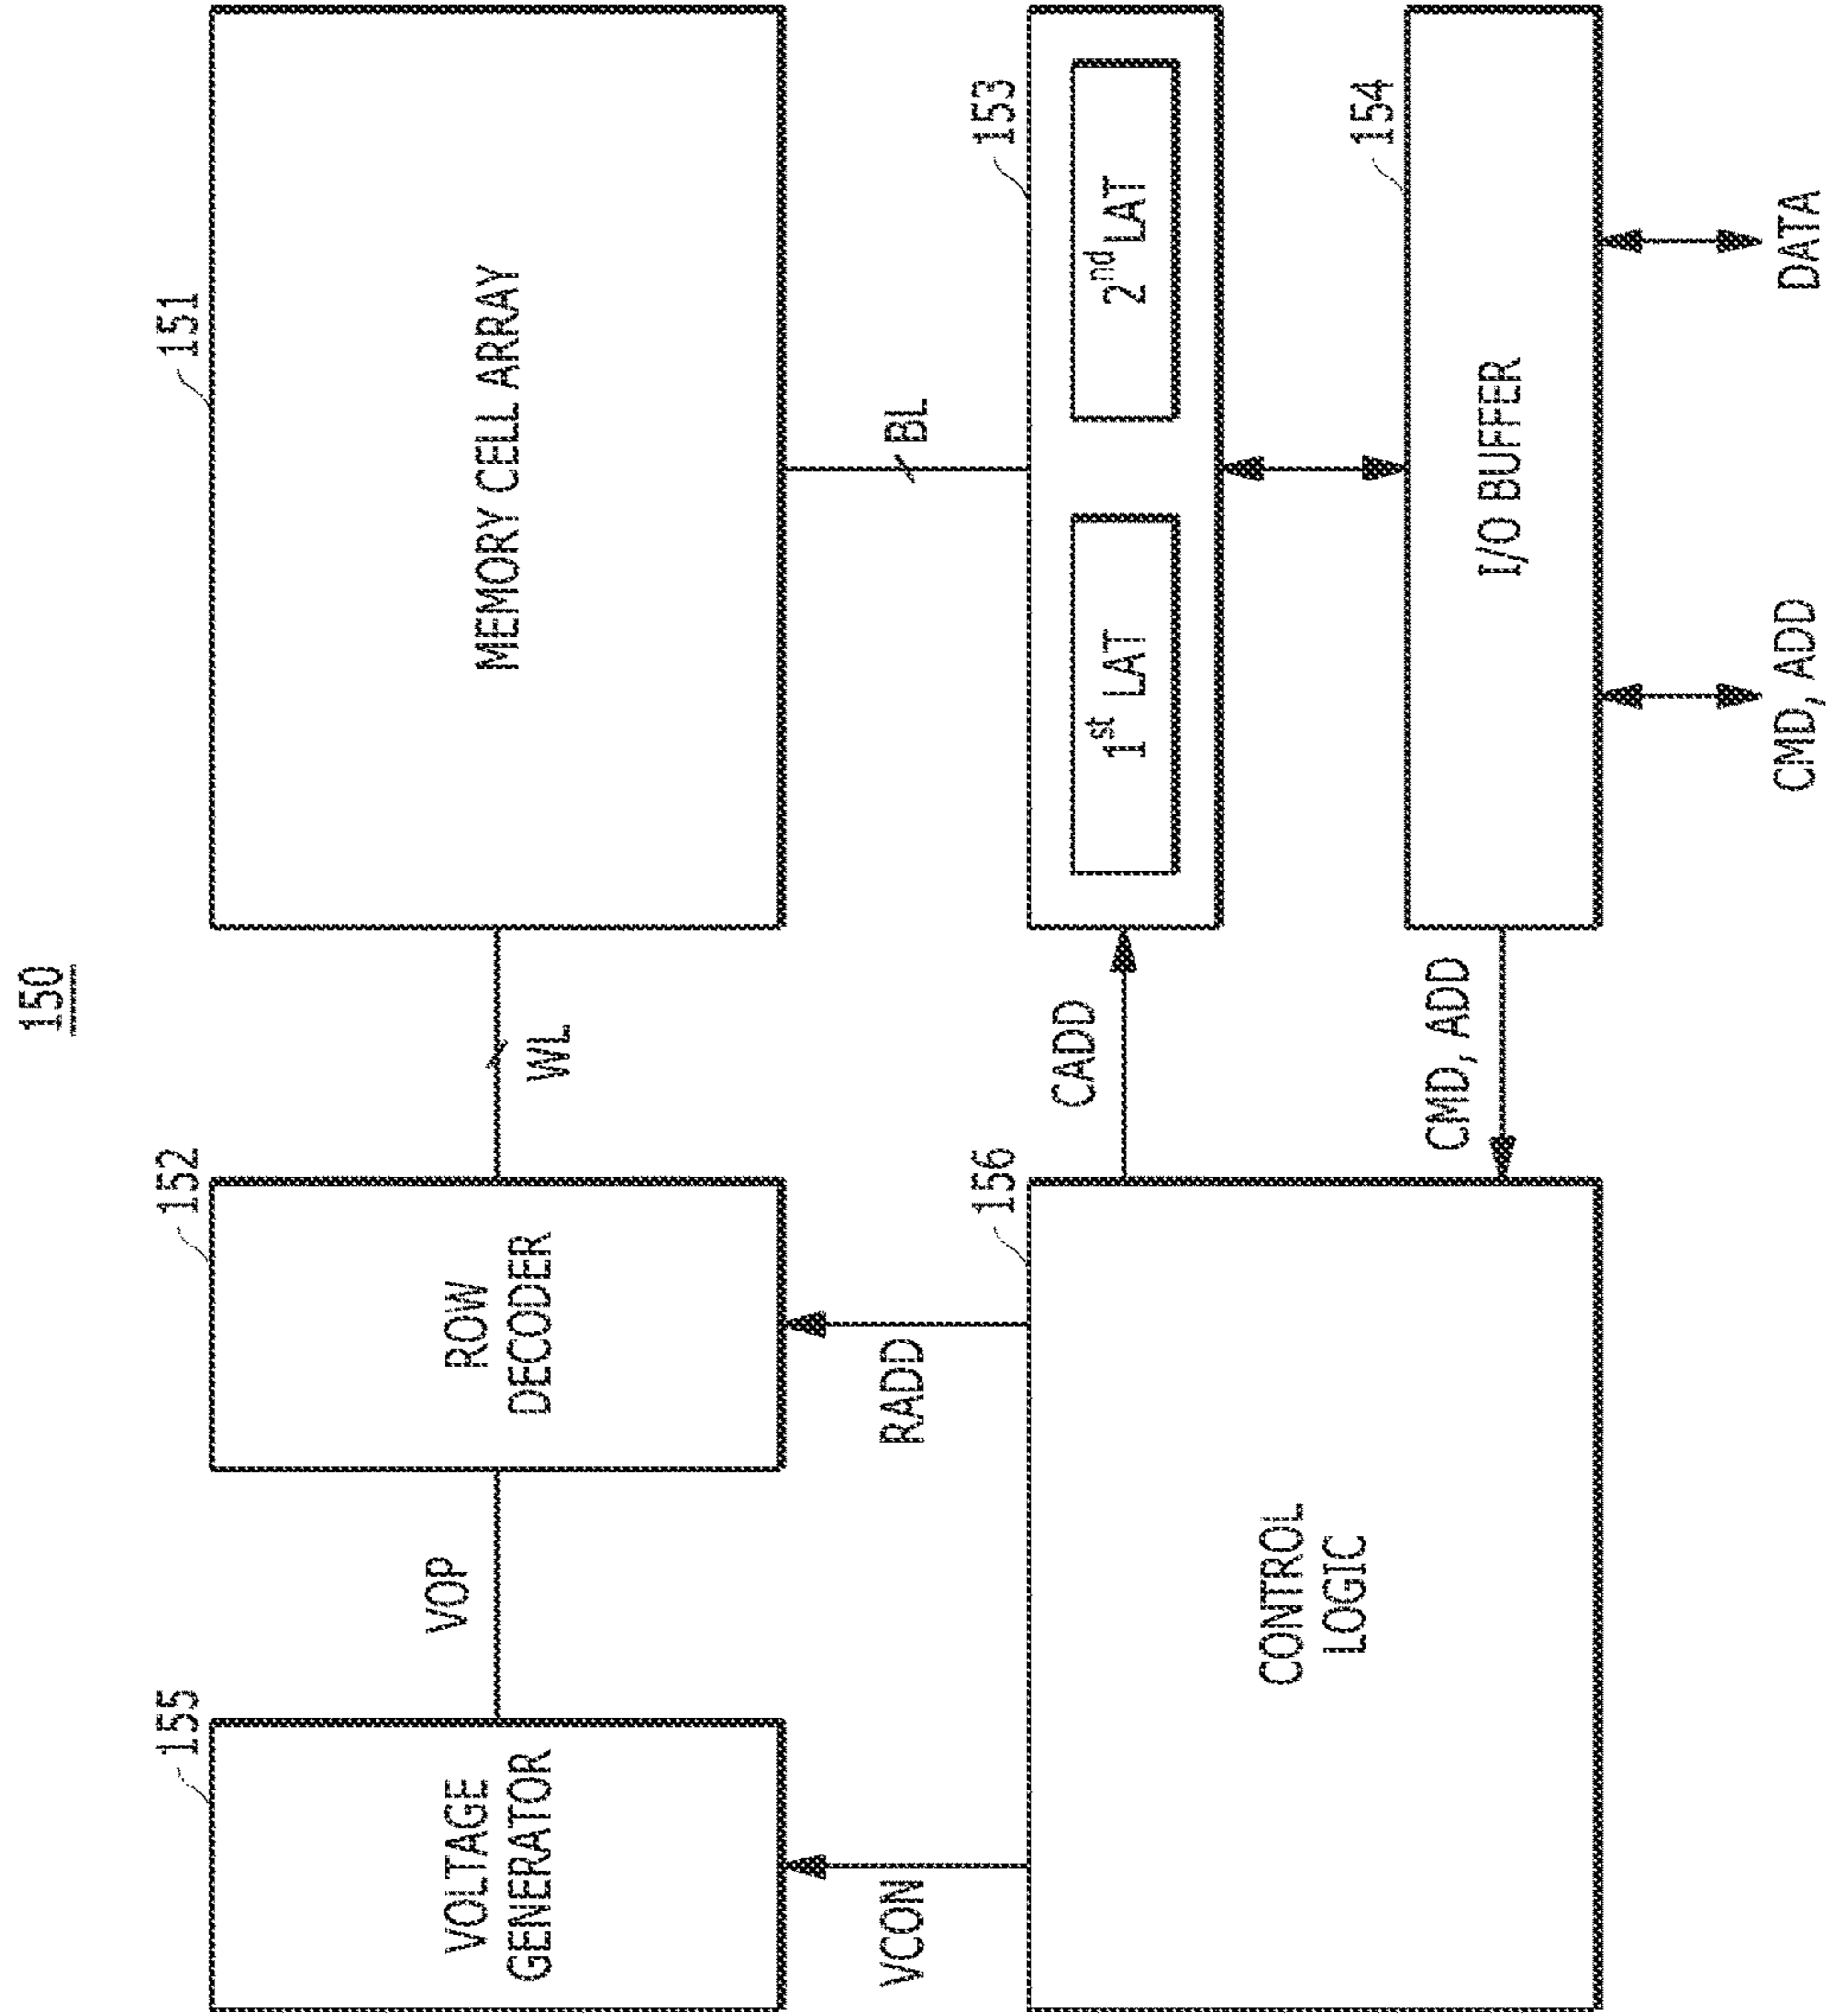 150
155
152
151
VOP
VOLTAGE
GENERATOR
ROW
DECODER
WL
MEMORY CELL ARRAY
VCON
RADD
BL
156
153
CADD
1st LAT
2nd LAT
CONTROL
LOGIC
154
CMD, ADD
I/O BUFFER
CMD, ADD
DATA